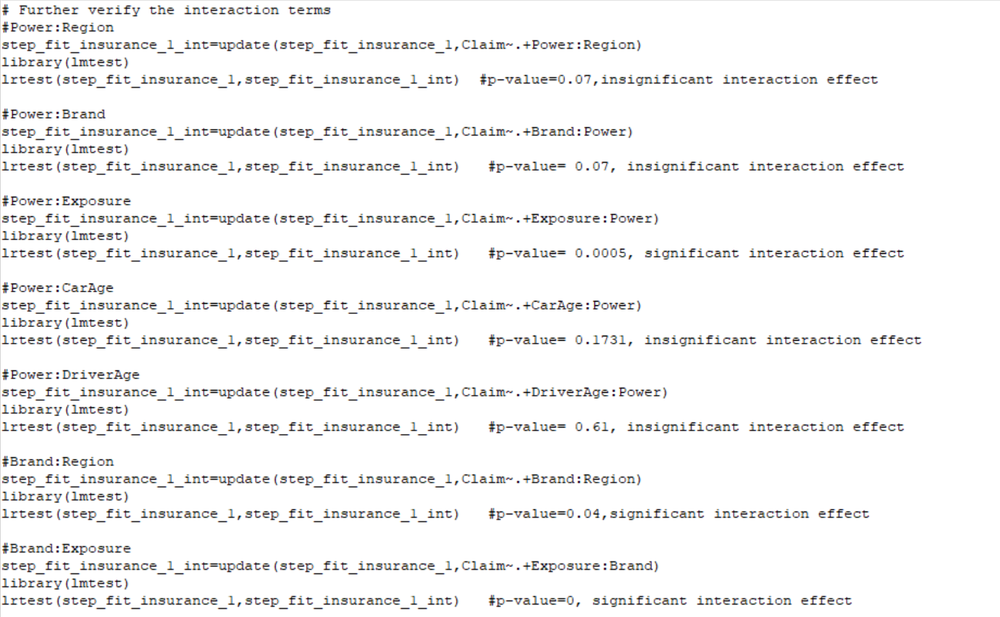 # Further verify the interaction terms
#Power:Region
step_fit_insurance_1_int=update(step_fit_insurance_1,Claim~.+Power:Region)
library(lmtest)
lrtest(step_fit_insurance_1,step_fit_insurance_1_int)  #p-value=0.07,insignificant interaction effect

#Power:Brand
step_fit_insurance_1_int=update(step_fit_insurance_1,Claim~.+Brand:Power)
library(lmtest)
lrtest(step_fit_insurance_1,step_fit_insurance_1_int)   #p-value= 0.07, insignificant interaction effect

#Power:Exposure
step_fit_insurance_1_int=update(step_fit_insurance_1,Claim~.+Exposure:Power)
library(lmtest)
lrtest(step_fit_insurance_1,step_fit_insurance_1_int)   #p-value= 0.0005, significant interaction effect

#Power:CarAge
step_fit_insurance_1_int=update(step_fit_insurance_1,Claim~.+CarAge:Power)
library(lmtest)
lrtest(step_fit_insurance_1,step_fit_insurance_1_int)   #p-value= 0.1731, insignificant interaction effect

#Power:DriverAge
step_fit_insurance_1_int=update(step_fit_insurance_1,Claim~.+DriverAge:Power)
library(lmtest)
lrtest(step_fit_insurance_1,step_fit_insurance_1_int)   #p-value= 0.61, insignificant interaction effect

#Brand:Region
step_fit_insurance_1_int=update(step_fit_insurance_1,Claim~.+Brand:Region)
library(lmtest)
lrtest(step_fit_insurance_1,step_fit_insurance_1_int)   #p-value=0.04,significant interaction effect

#Brand:Exposure
step_fit_insurance_1_int=update(step_fit_insurance_1,Claim~.+Exposure:Brand)
library(lmtest)
lrtest(step_fit_insurance_1,step_fit_insurance_1_int)   #p-value=0, significant interaction effect